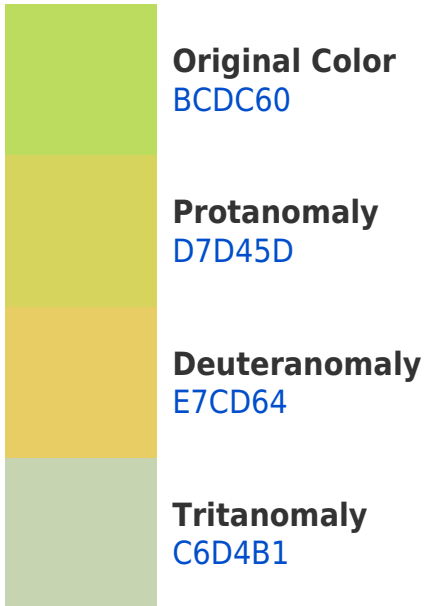 Original Color
BCDC60
Protanomaly
D7D45D
Deuteranomaly
E7CD64
Tritanomaly
C6D4B1